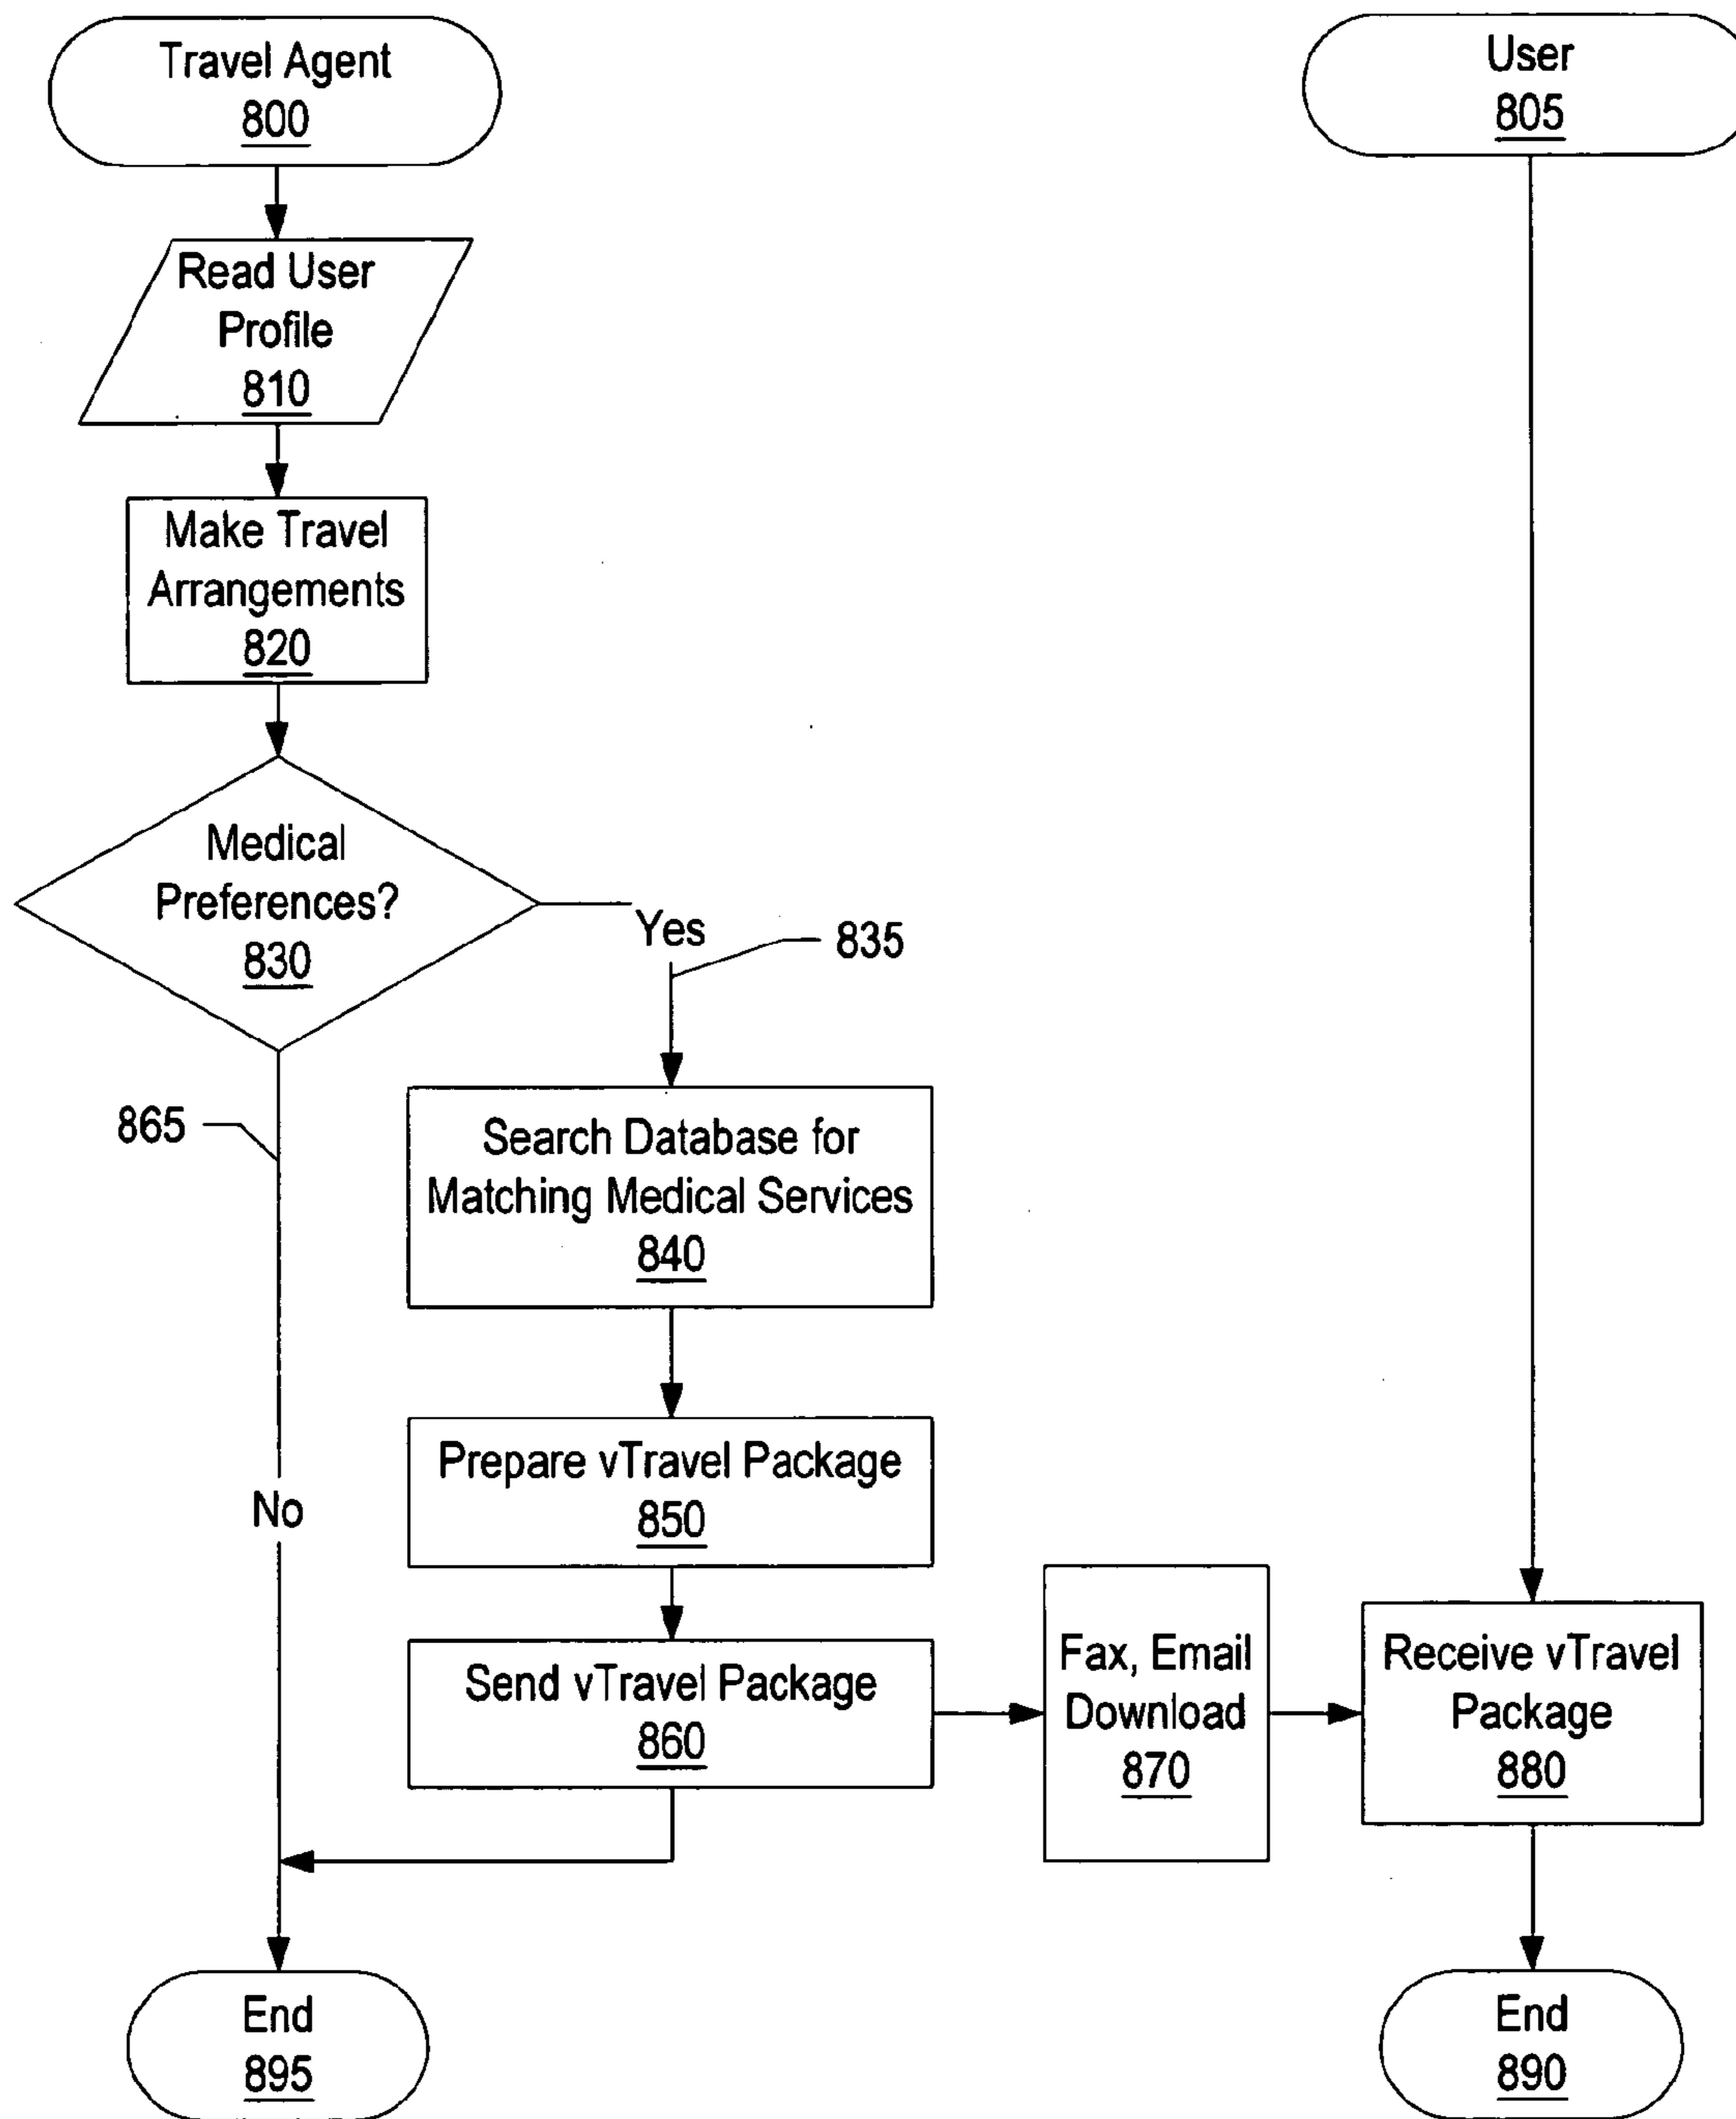 Travel Agent
800
User
805
Read User
Profile
810
Make Travel
Arrangements
820
Medical
Preferences?
830
Yes
835
865
Search Database for
Matching Medical Services
840
Prepare vTravel Package
850
No
Send vTravel Package
860
Fax, Email
Download
870
Receive vTravel
Package
880
End
895
End
890